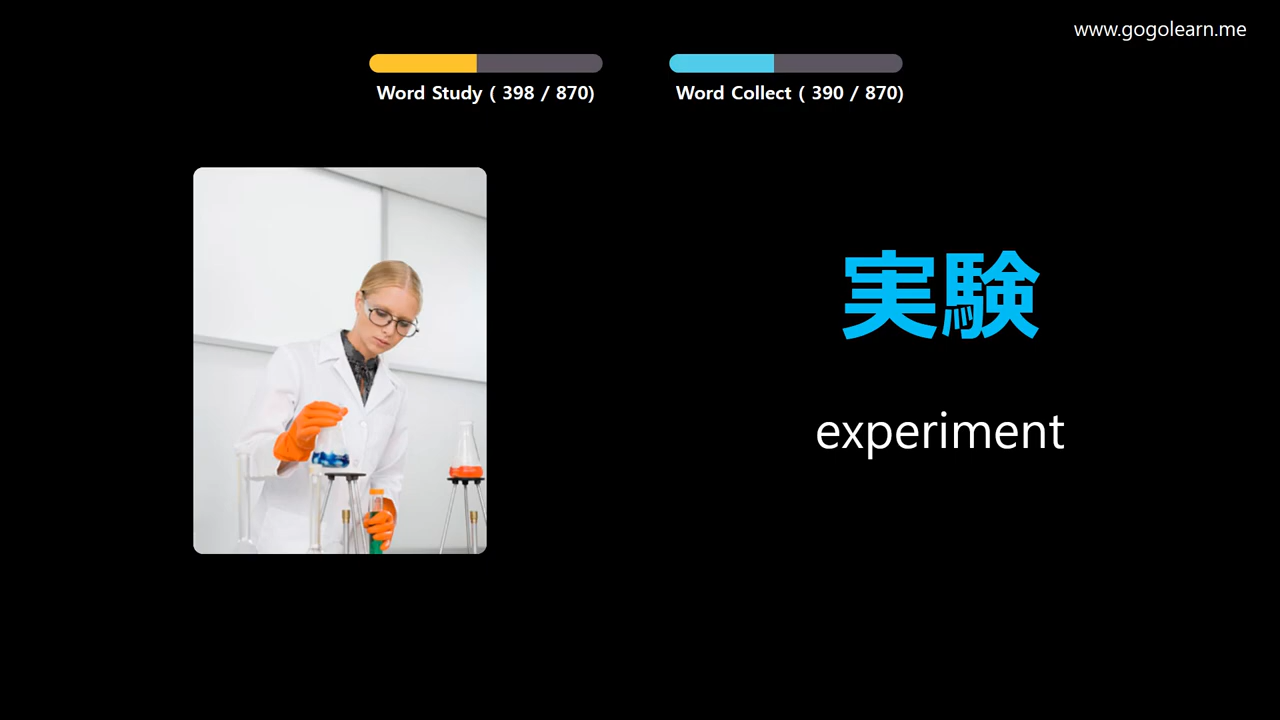 www.gogolearn.me
Word Study ( 398 / 870)
Word Collect ( 390 / 870)
実験
experiment